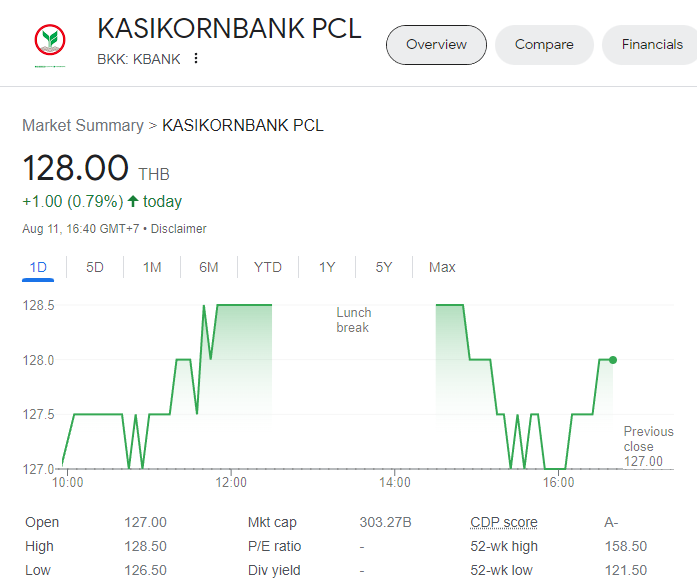 KASIKORNBANK PCL
BKK: KBANK
Overview
Compare
Financials
Market Summary > KASIKORNBANK PCL
128.00 THB
+1.00 (0.79%) ↑ today
Aug 11, 16:40 GMT+7 • Disclaimer
1D 5D 1M 6M YTD 1Y 5Y Max
128.5
128.0
127.5
127.0
Lunch
break
Previous
close
127.00
10:00 12:00 14:00 16:00
Open 127.00 Mkt cap 303.27B CDP score A-
High 128.50 P/E ratio - 52-wk high 158.50
Low 126.50 Div yield - 52-wk low 121.50